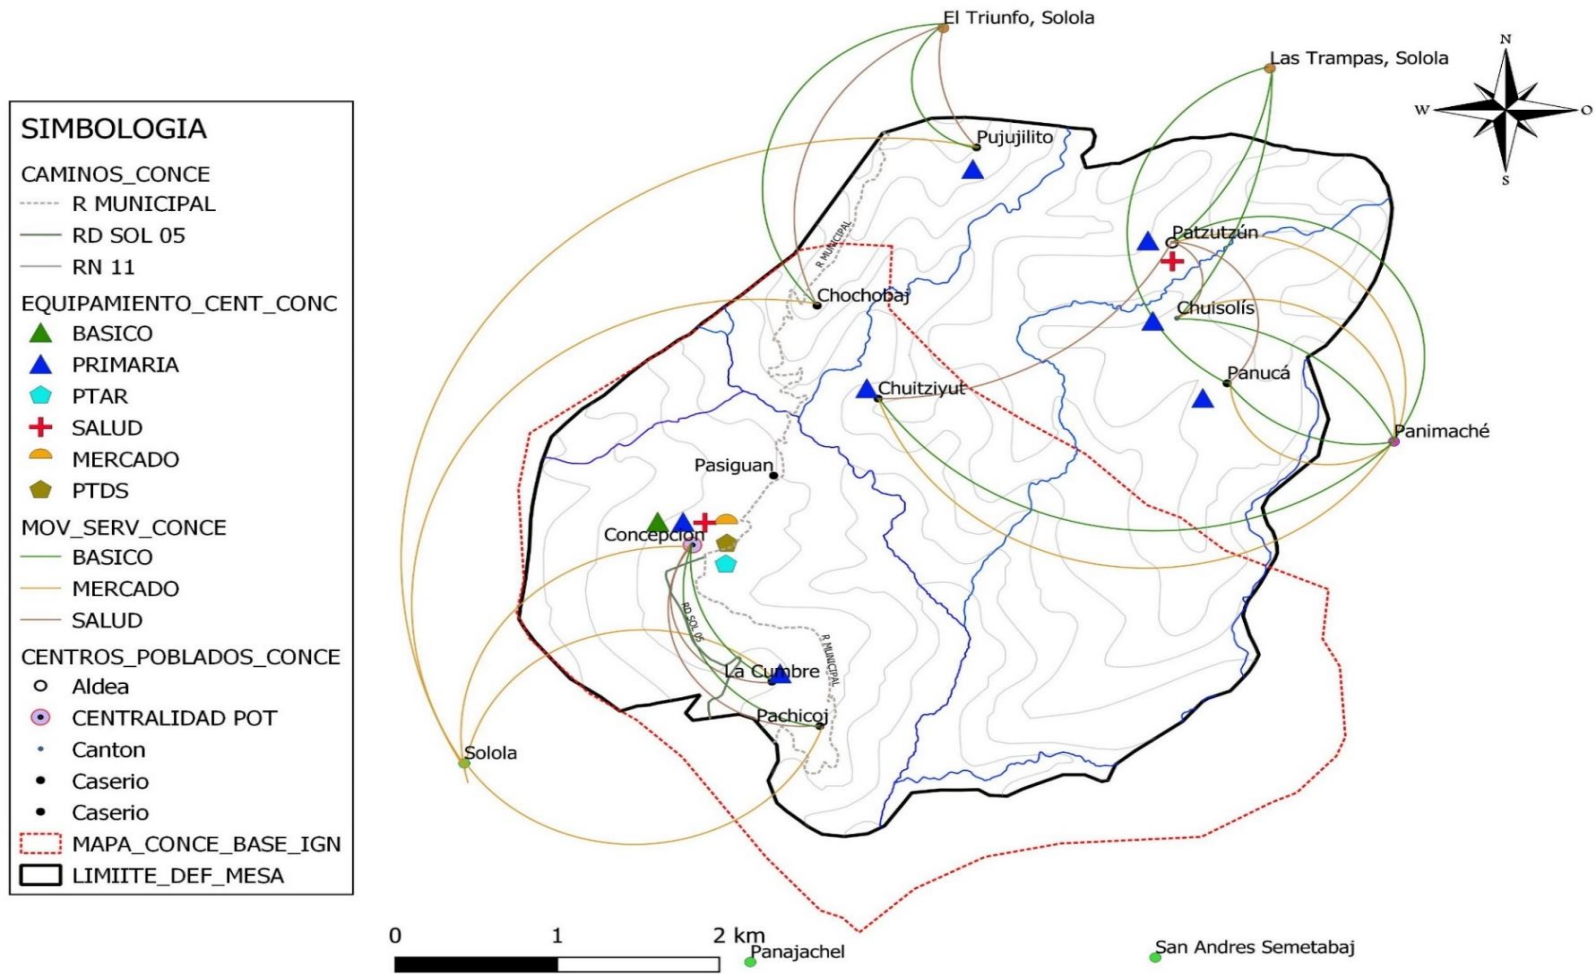 SIMBOLOGIA
CAMINOS_CONCE
R MUNICIPAL
RD SOL 05
RN 11
EQUIPAMIENTO_CENT_CONC
BASICO
PRIMARIA
PTAR
SALUD
MERCADO
PTDS
MOV_SERV_CONCE
BASICO
MERCADO
SALUD
CENTROS_POBLADOS_CONCE
Aldea
CENTRALIDAD POT
Canton
Caserio
Caserio
MAPA_CONCE_BASE_IGN
LIMIITE_DEF_MESA
El Triunfo, Solola
Las Trampas, Solola
N
W
O
S
Pujujilito
R MUNICIPAL
Patzutzún
Chochobaj
Chuisolís
Panucá
Chuitziyut
Panimaché
Pasiguan
Concepcion
RD SOL 05
R MUNICIPAL
La Cumbre
Pachicoj
Solola
0 1 2 km
Panajachel
San Andres Semetabaj